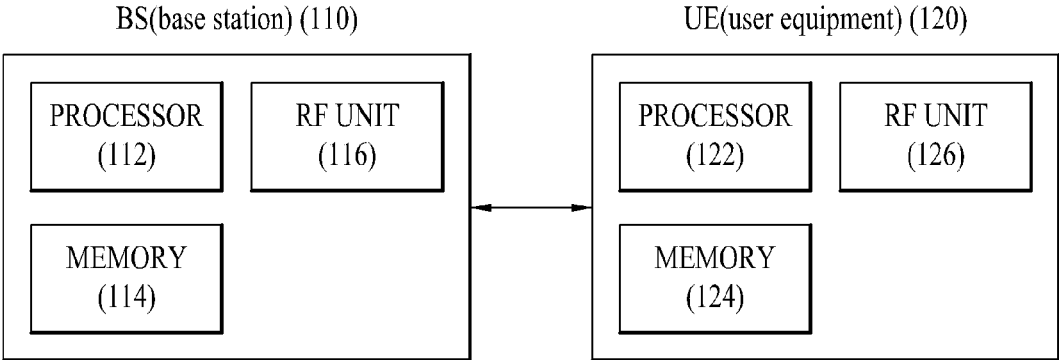 BS(base station) (110)
PROCESSOR
(112)
RF UNIT
(116)
MEMORY
(114)
UE(user equipment) (120)
PROCESSOR
(122)
RF UNIT
(126)
MEMORY
(124)